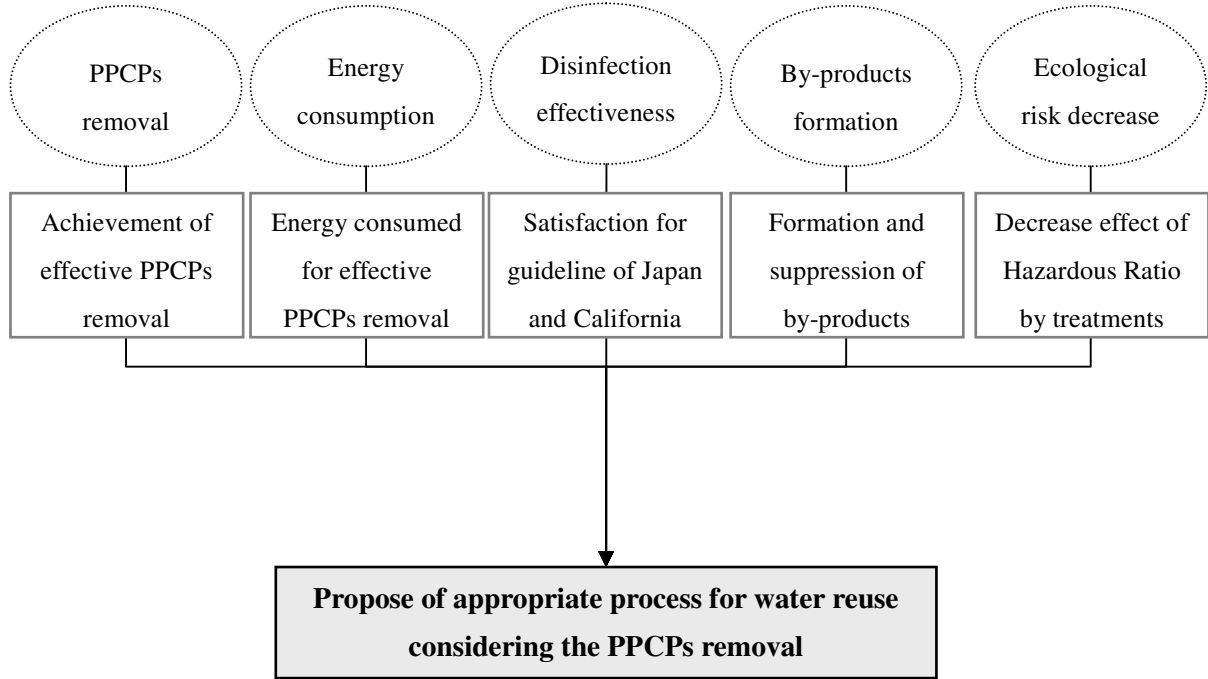 PPCPs
removal
Energy
consumption
Disinfection
effectiveness
By-products
formation
Ecological
risk decrease
Achievement of
effective PPCPs
removal
Energy consumed
for effective
PPCPs removal
Satisfaction for
guideline of Japan
and California
Formation and
suppression of
by-products
Decrease effect of
Hazardous Ratio
by treatments
Propose of appropriate process for water reuse
considering the PPCPs removal